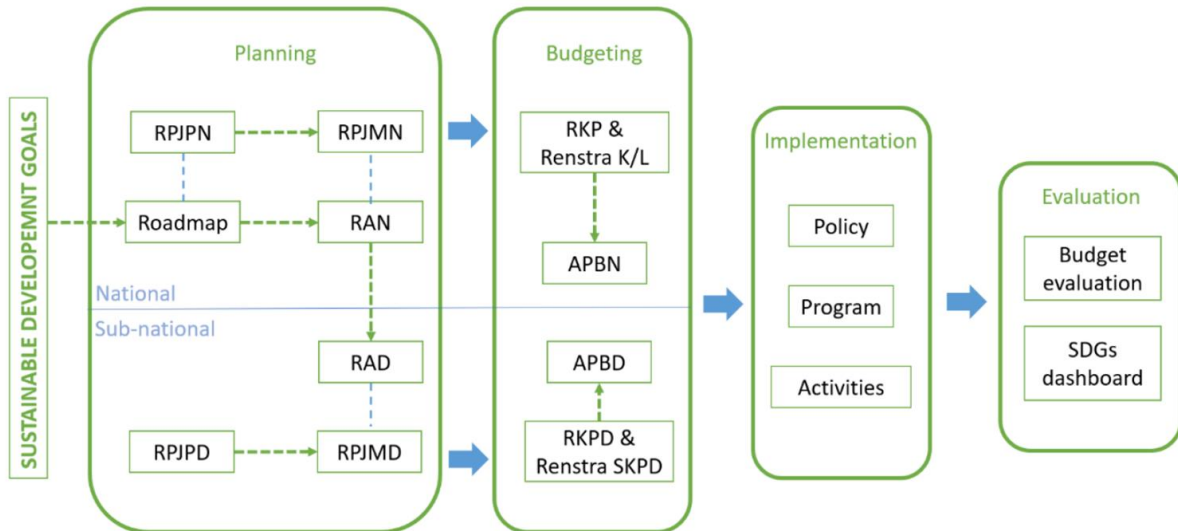 SUSTAINABLE DEVELOPEMNT GOALS
Planning
RPJPN
RPJMN
Roadmap
RAN
National
Sub-national
RAD
RPJPD
RPJMD
Budgeting
RKP &
Renstra K/L
APBN
APBD
RKPD &
Renstra SKPD
Implementation
Policy
Program
Activities
Evaluation
Budget
evaluation
SDGs
dashboard